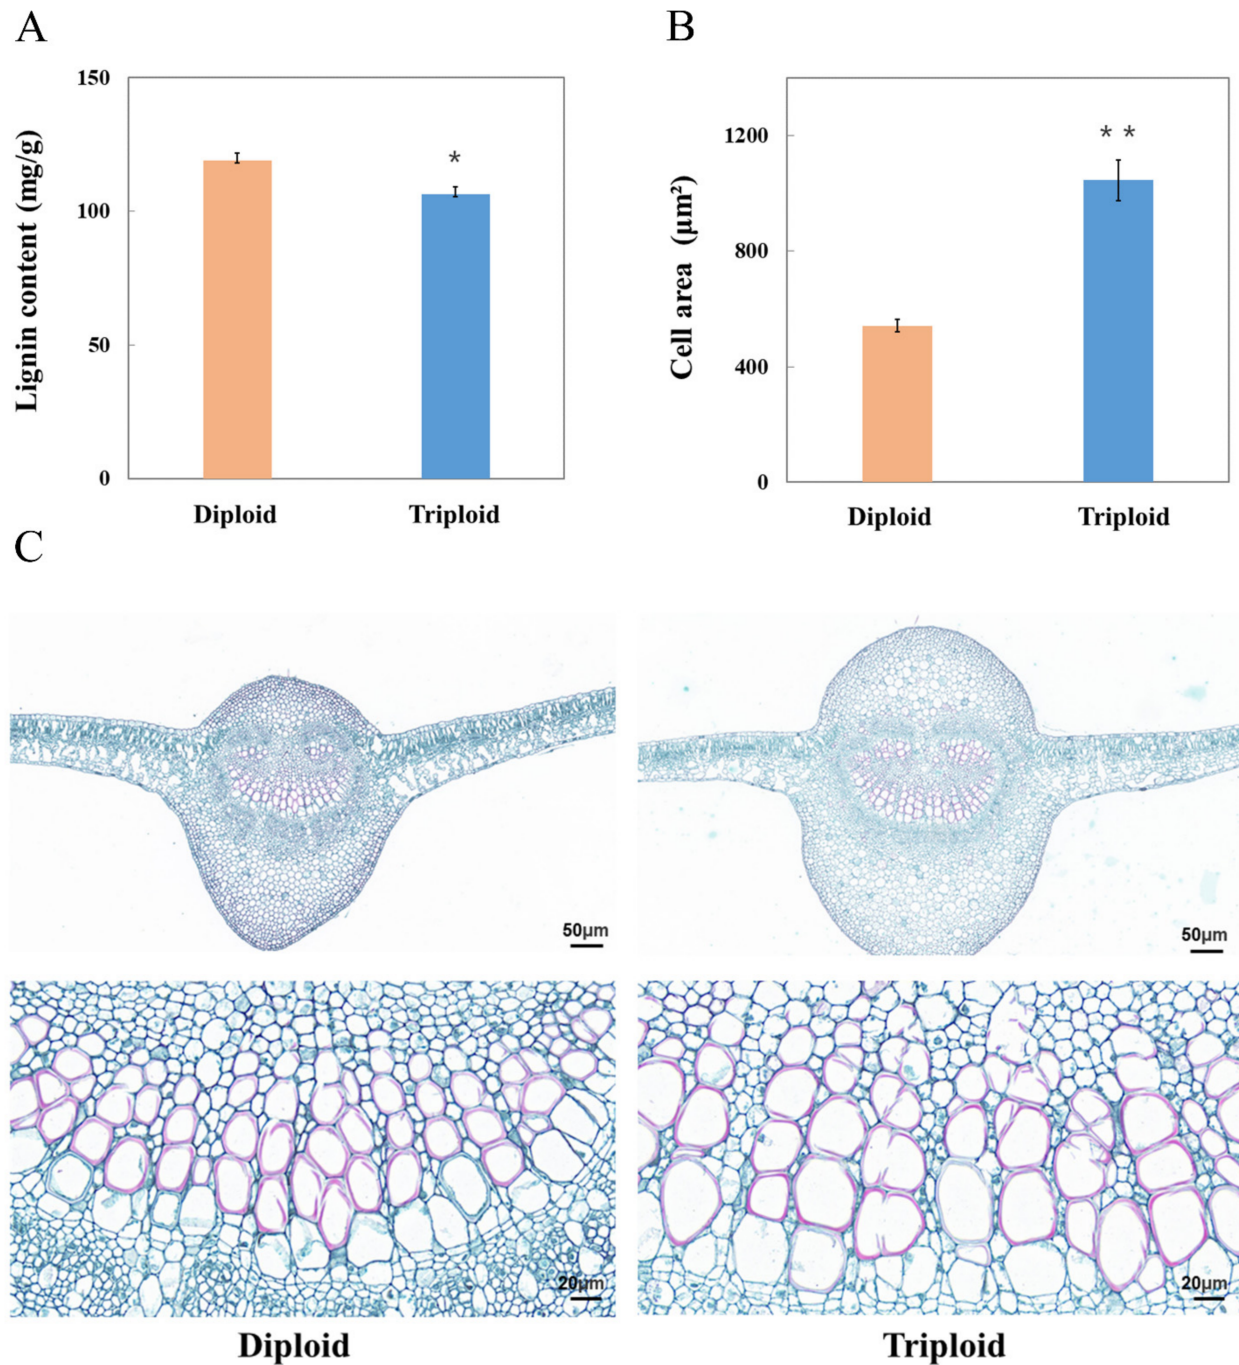 A
B
Lignin content (mg/g)
150
100
50
0
*
Diploid
Triploid
Cell area (μm²)
1200
800
400
0
* *
Diploid
Triploid
C
50μm
50μm
20μm
20μm
Diploid
Triploid